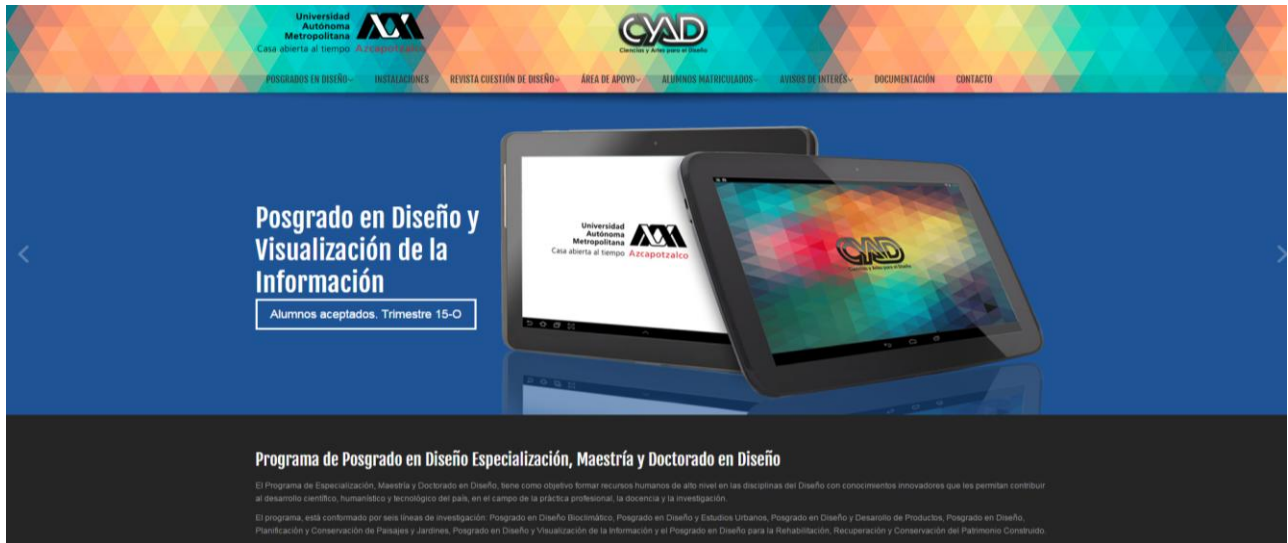 Universidad
Autónoma
Metropolitana
Casa abierta al tiempo Azcapotzalco
CYAD
Ciencias y Artes para el Diseño
POSGRADOS EN DISEÑO INSTALACIONES REVISTA CUESTIÓN DE DISEÑO ÁREA DE APOYO ALUMNOS MATRICULADOS AVISOS DE INTERÉS DOCUMENTACIÓN CONTACTO
Posgrado en Diseño y
Visualización de la
Información
Alumnos aceptados. Trimestre 15-O
Universidad
Autónoma
Metropolitana
Casa abierta al tiempo Azcapotzalco
CYAD
Ciencias y Artes para el Diseño
Programa de Posgrado en Diseño Especialización, Maestría y Doctorado en Diseño
El Programa de Especialización, Maestría y Doctorado en Diseño, tiene como objetivo formar recursos humanos de alto nivel en las disciplinas del Diseño con conocimientos innovadores que les permitan contribuir
al desarrollo científico, humanístico y tecnológico del país, en el campo de la práctica profesional, la docencia y la investigación.
El programa, está conformado por seis líneas de investigación: Posgrado en Diseño Bioclimático, Posgrado en Diseño y Estudios Urbanos, Posgrado en Diseño y Desarollo de Productos, Posgrado en Diseño,
Planificación y Conservación de Paisajes y Jardines, Posgrado en Diseño y Visualización de la Información y el Posgrado en Diseño para la Rehabilitación, Recuperación y Conservación del Patrimonio Construido.